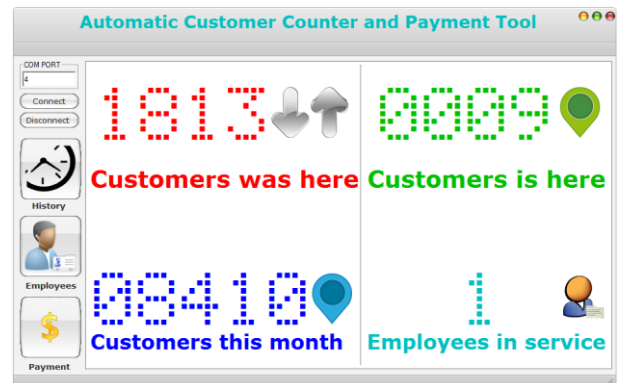 Automatic Customer Counter and Payment Tool
COM PORT
4
Connect
Disconnect
History
Employees
Payment
1813
Customers was here
0009
Customers is here
08410
Customers this month
1
Employees in service